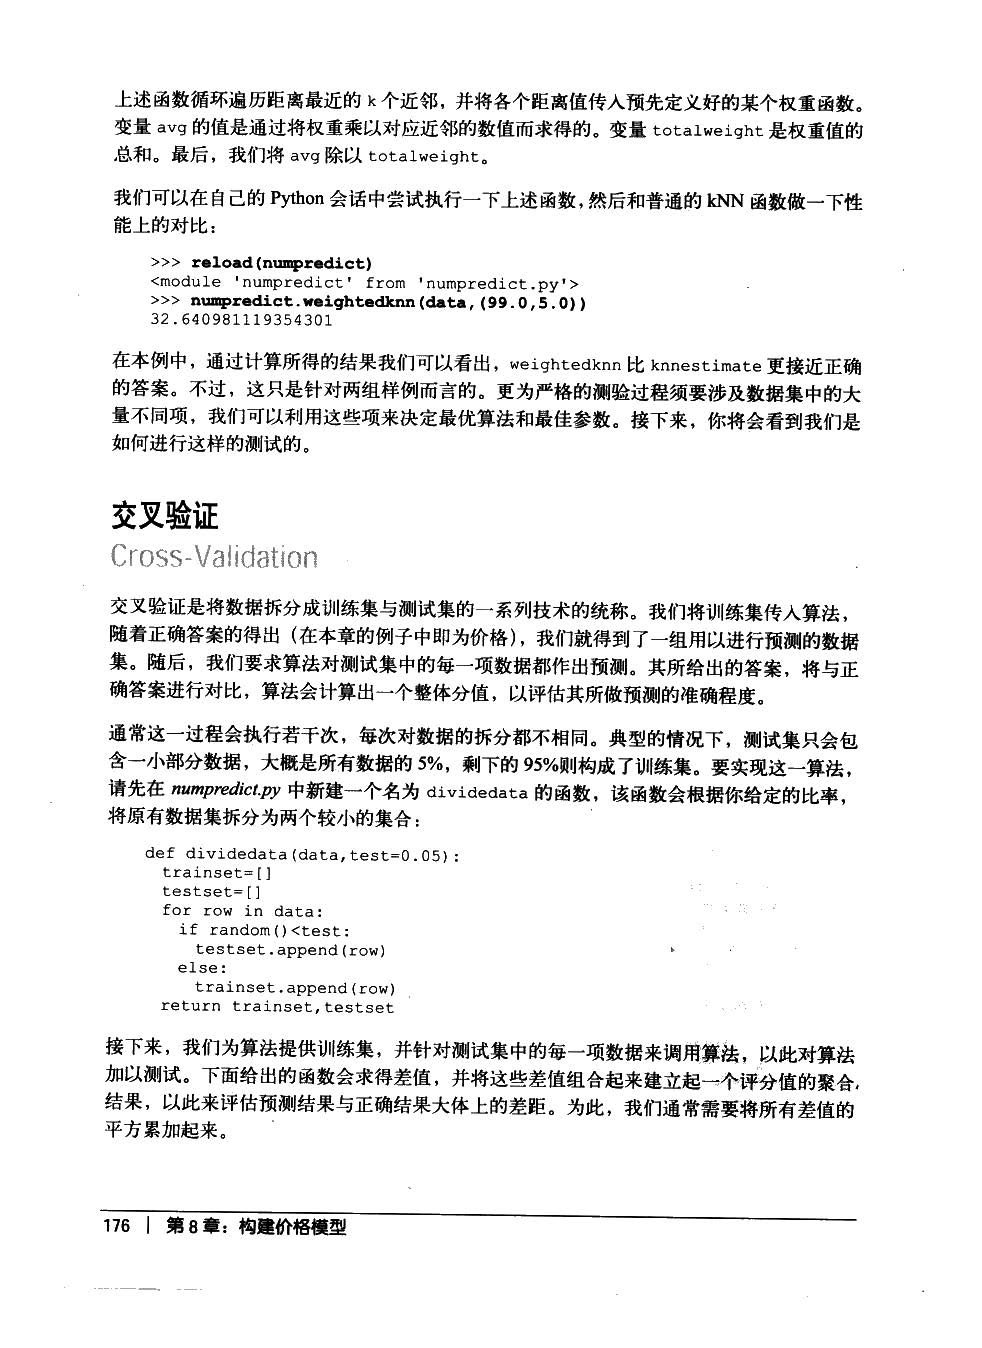 上述函数循环遍历距离最近的 k 个近邻，并将各个距离值传入预先定义好的某个权重函数。
变量 avg 的值是通过将权重乘以对应近邻的数值而求得的。变量 totalweight 是权重值的
总和。最后，我们将 avg 除以 totalweight。
我们可以在自己的 Python 会话中尝试执行一下上述函数，然后和普通的 kNN 函数做一下性
能上的对比：
>>> reload(numpredict)
<module 'numpredict' from 'numpredict.py'>
>>> numpredict.weightedknn(data,(99.0,5.0))
32.640981119354301
在本例中，通过计算所得的结果我们可以看出，weightedknn 比 knnestimate 更接近正确
的答案。不过，这只是针对两组样例而言的。更为严格的测验过程须要涉及数据集中的大
量不同项，我们可以利用这些项来决定最优算法和最佳参数。接下来，你将会看到我们是
如何进行这样的测试的。
交叉验证
Cross-Validation
交叉验证是将数据拆分成训练集与测试集的一系列技术的统称。我们将训练集传入算法，
随着正确答案的得出（在本章的例子中即为价格），我们就得到了一组用以进行预测的数据
集。随后，我们要求算法对测试集中的每一项数据都作出预测。其所给出的答案，将与正
确答案进行对比，算法会计算出一个整体分值，以评估其所做预测的准确程度。
通常这一过程会执行若干次，每次对数据的拆分都不相同。典型的情况下，测试集只会包
含一小部分数据，大概是所有数据的 5%，剩下的 95%则构成了训练集。要实现这一算法，
请先在 numpredict.py 中新建一个名为 dividedata 的函数，该函数会根据你给定的比率，
将原有数据集拆分为两个较小的集合：
def dividedata(data,test=0.05):
trainset=[]
testset=[]
for row in data:
if random()<test:
testset.append(row)
else:
trainset.append(row)
return trainset,testset
接下来，我们为算法提供训练集，并针对测试集中的每一项数据来调用算法，以此对算法
加以测试。下面给出的函数会求得差值，并将这些差值组合起来建立起一个评分值的聚合
结果，以此来评估预测结果与正确结果大体上的差距。为此，我们通常需要将所有差值的
平方累加起来。
176 | 第 8 章：构建价格模型